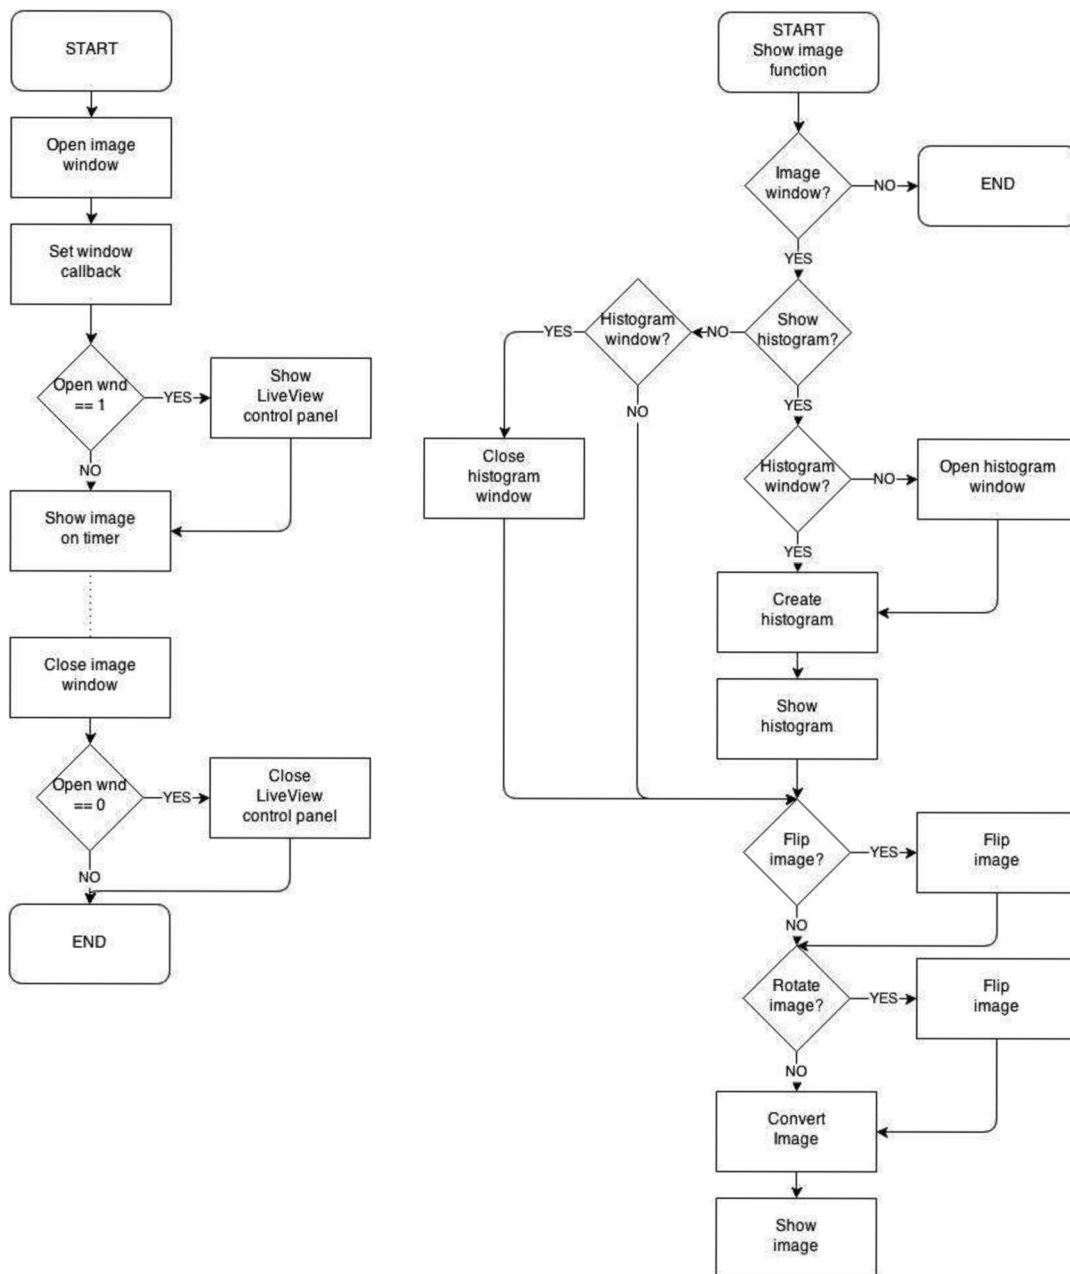 START
Open image
window
Set window
callback
Open wnd
== 1
YES
Show
LiveView
control panel
NO
Show image
on timer
Close image
window
Open wnd
== 0
YES
Close
LiveView
control panel
NO
END
START
Show image
function
Image
window?
NO
END
YES
Show
histogram?
NO
Histogram
window?
YES
NO
Close
histogram
window
YES
Histogram
window?
NO
Open histogram
window
YES
Create
histogram
Show
histogram
Flip
image?
YES
Flip
image
NO
Rotate
image?
YES
Flip
image
NO
Convert
Image
Show
image